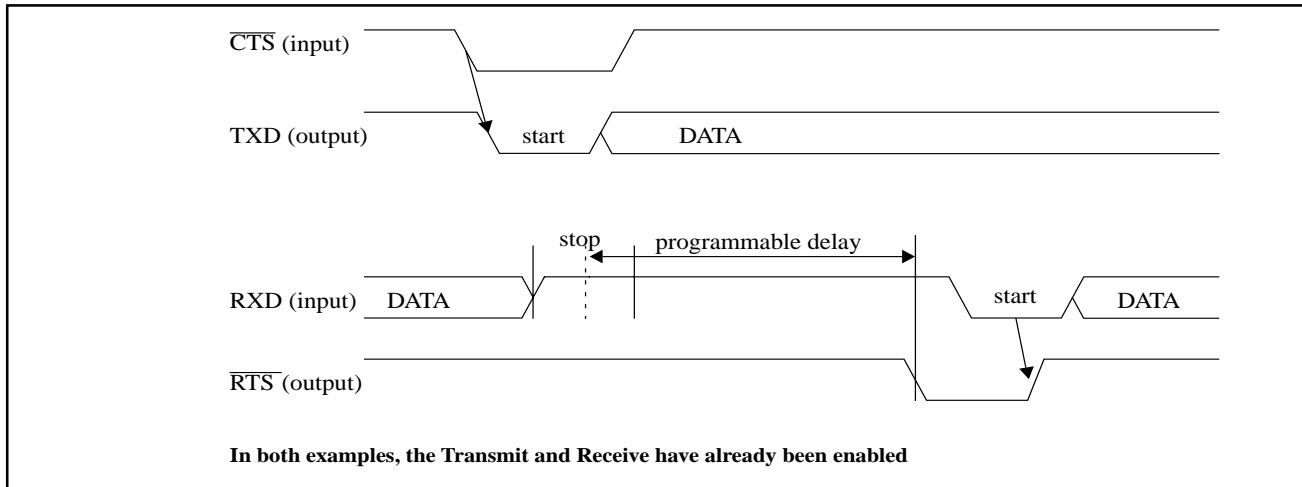 CTS (input)
TXD (output) start DATA
stop programmable delay
RXD (input) DATA start DATA
RTS (output)
In both examples, the Transmit and Receive have already been enabled